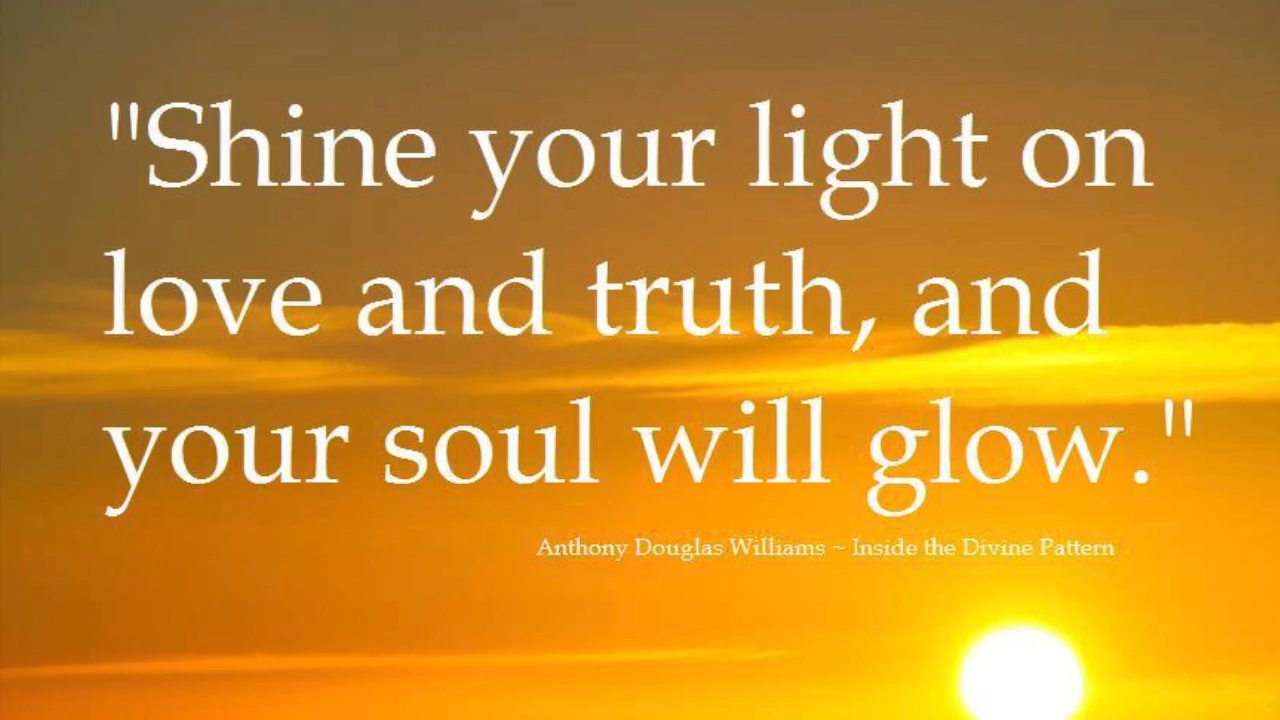 "Shine your light on
love and truth, and
your soul will glow."
Anthony Douglas Williams ~ Inside the Divine Pattern